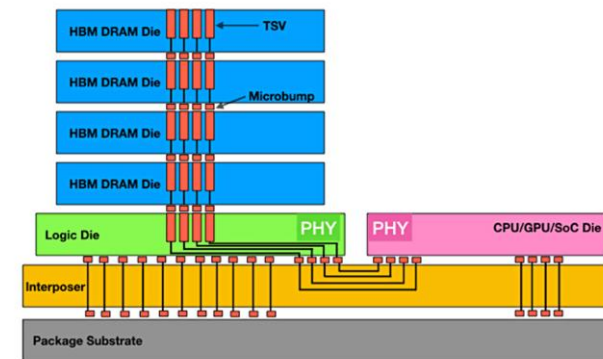 HBM DRAM Die
TSV
HBM DRAM Die
Microbump
HBM DRAM Die
HBM DRAM Die
Logic Die
PHY
PHY
CPU/GPU/SoC Die
Interposer
Package Substrate